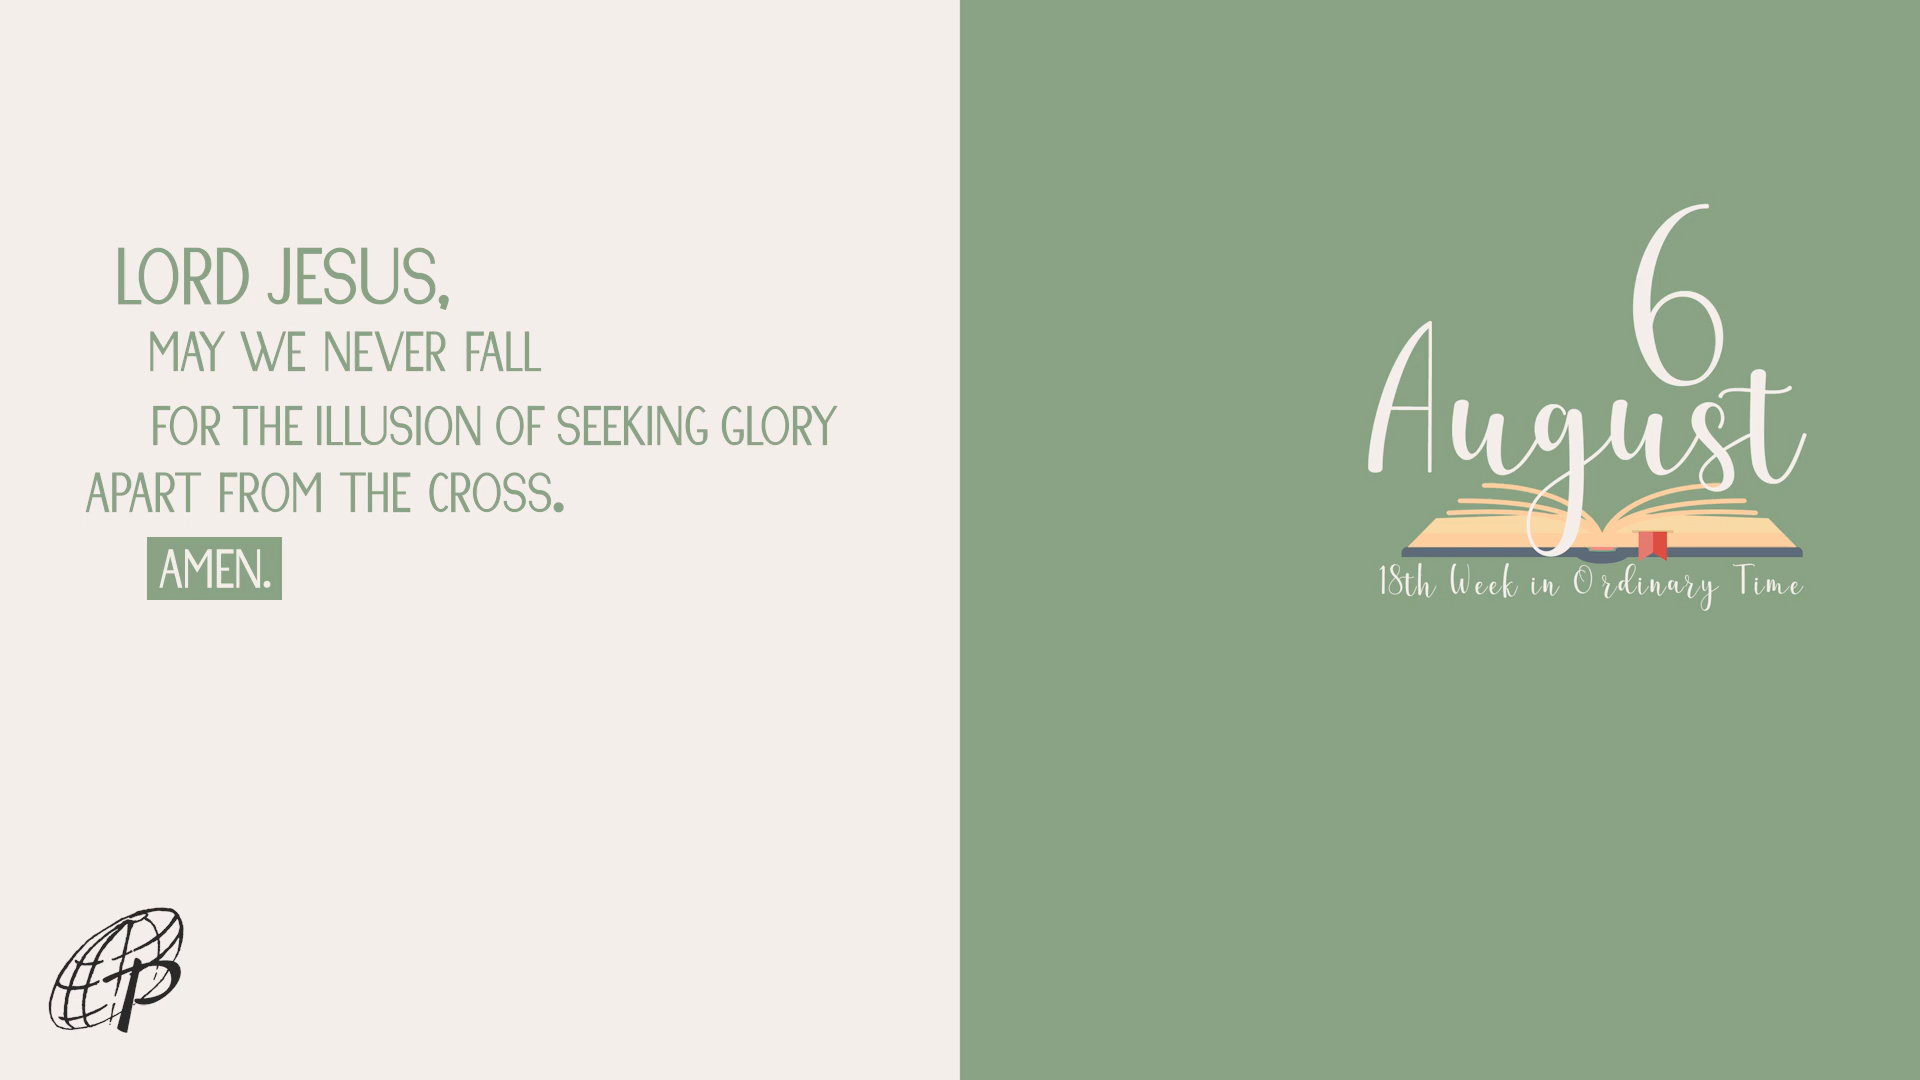 LORD JESUS,
MAY WE NEVER FALL
FOR THE ILLUSION OF SEEKING GLORY
APART FROM THE CROSS.
AMEN.
6
August
18th Week in Ordinary Time